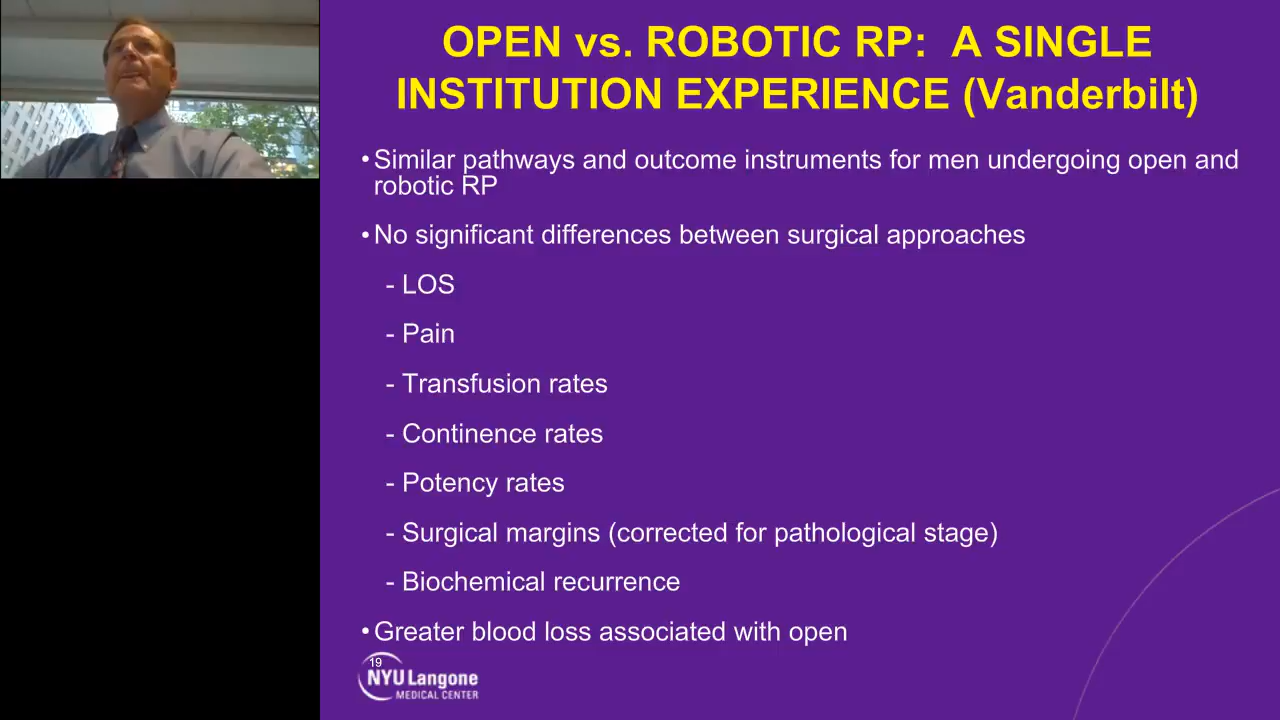 OPEN vs. ROBOTIC RP: A SINGLE
INSTITUTION EXPERIENCE (Vanderbilt)
•Similar pathways and outcome instruments for men undergoing open and
robotic RP
•No significant differences between surgical approaches
- LOS
- Pain
- Transfusion rates
- Continence rates
- Potency rates
- Surgical margins (corrected for pathological stage)
- Biochemical recurrence
•Greater blood loss associated with open
19
NYU Langone
MEDICAL CENTER